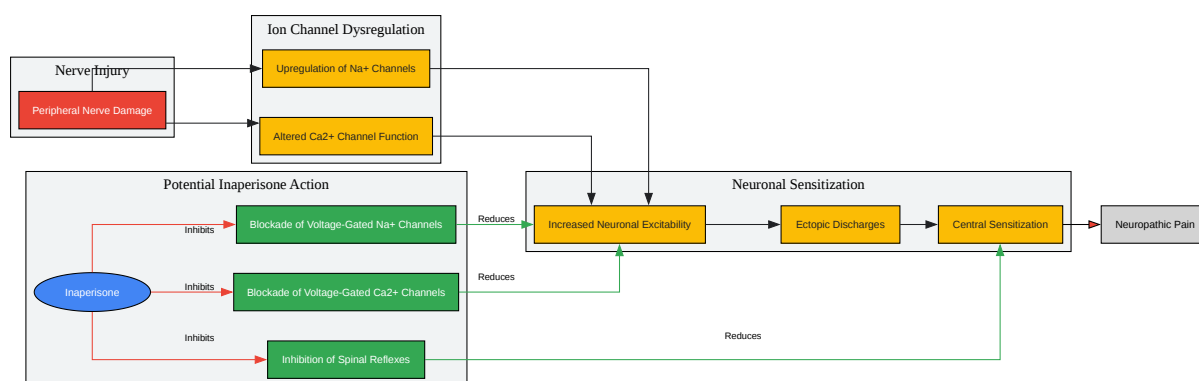 Ion Channel Dysregulation
Upregulation of Na+ Channels
Altered Ca2+ Channel Function
Nerve Injury
Peripheral Nerve Damage
Potential Inaperisone Action
Inaperisone
Inhibits
Inhibits
Inhibits
Blockade of Voltage-Gated Na+ Channels
Blockade of Voltage-Gated Ca2+ Channels
Inhibition of Spinal Reflexes
Reduces
Reduces
Reduces
Neuronal Sensitization
Increased Neuronal Excitability
Ectopic Discharges
Central Sensitization
Neuropathic Pain